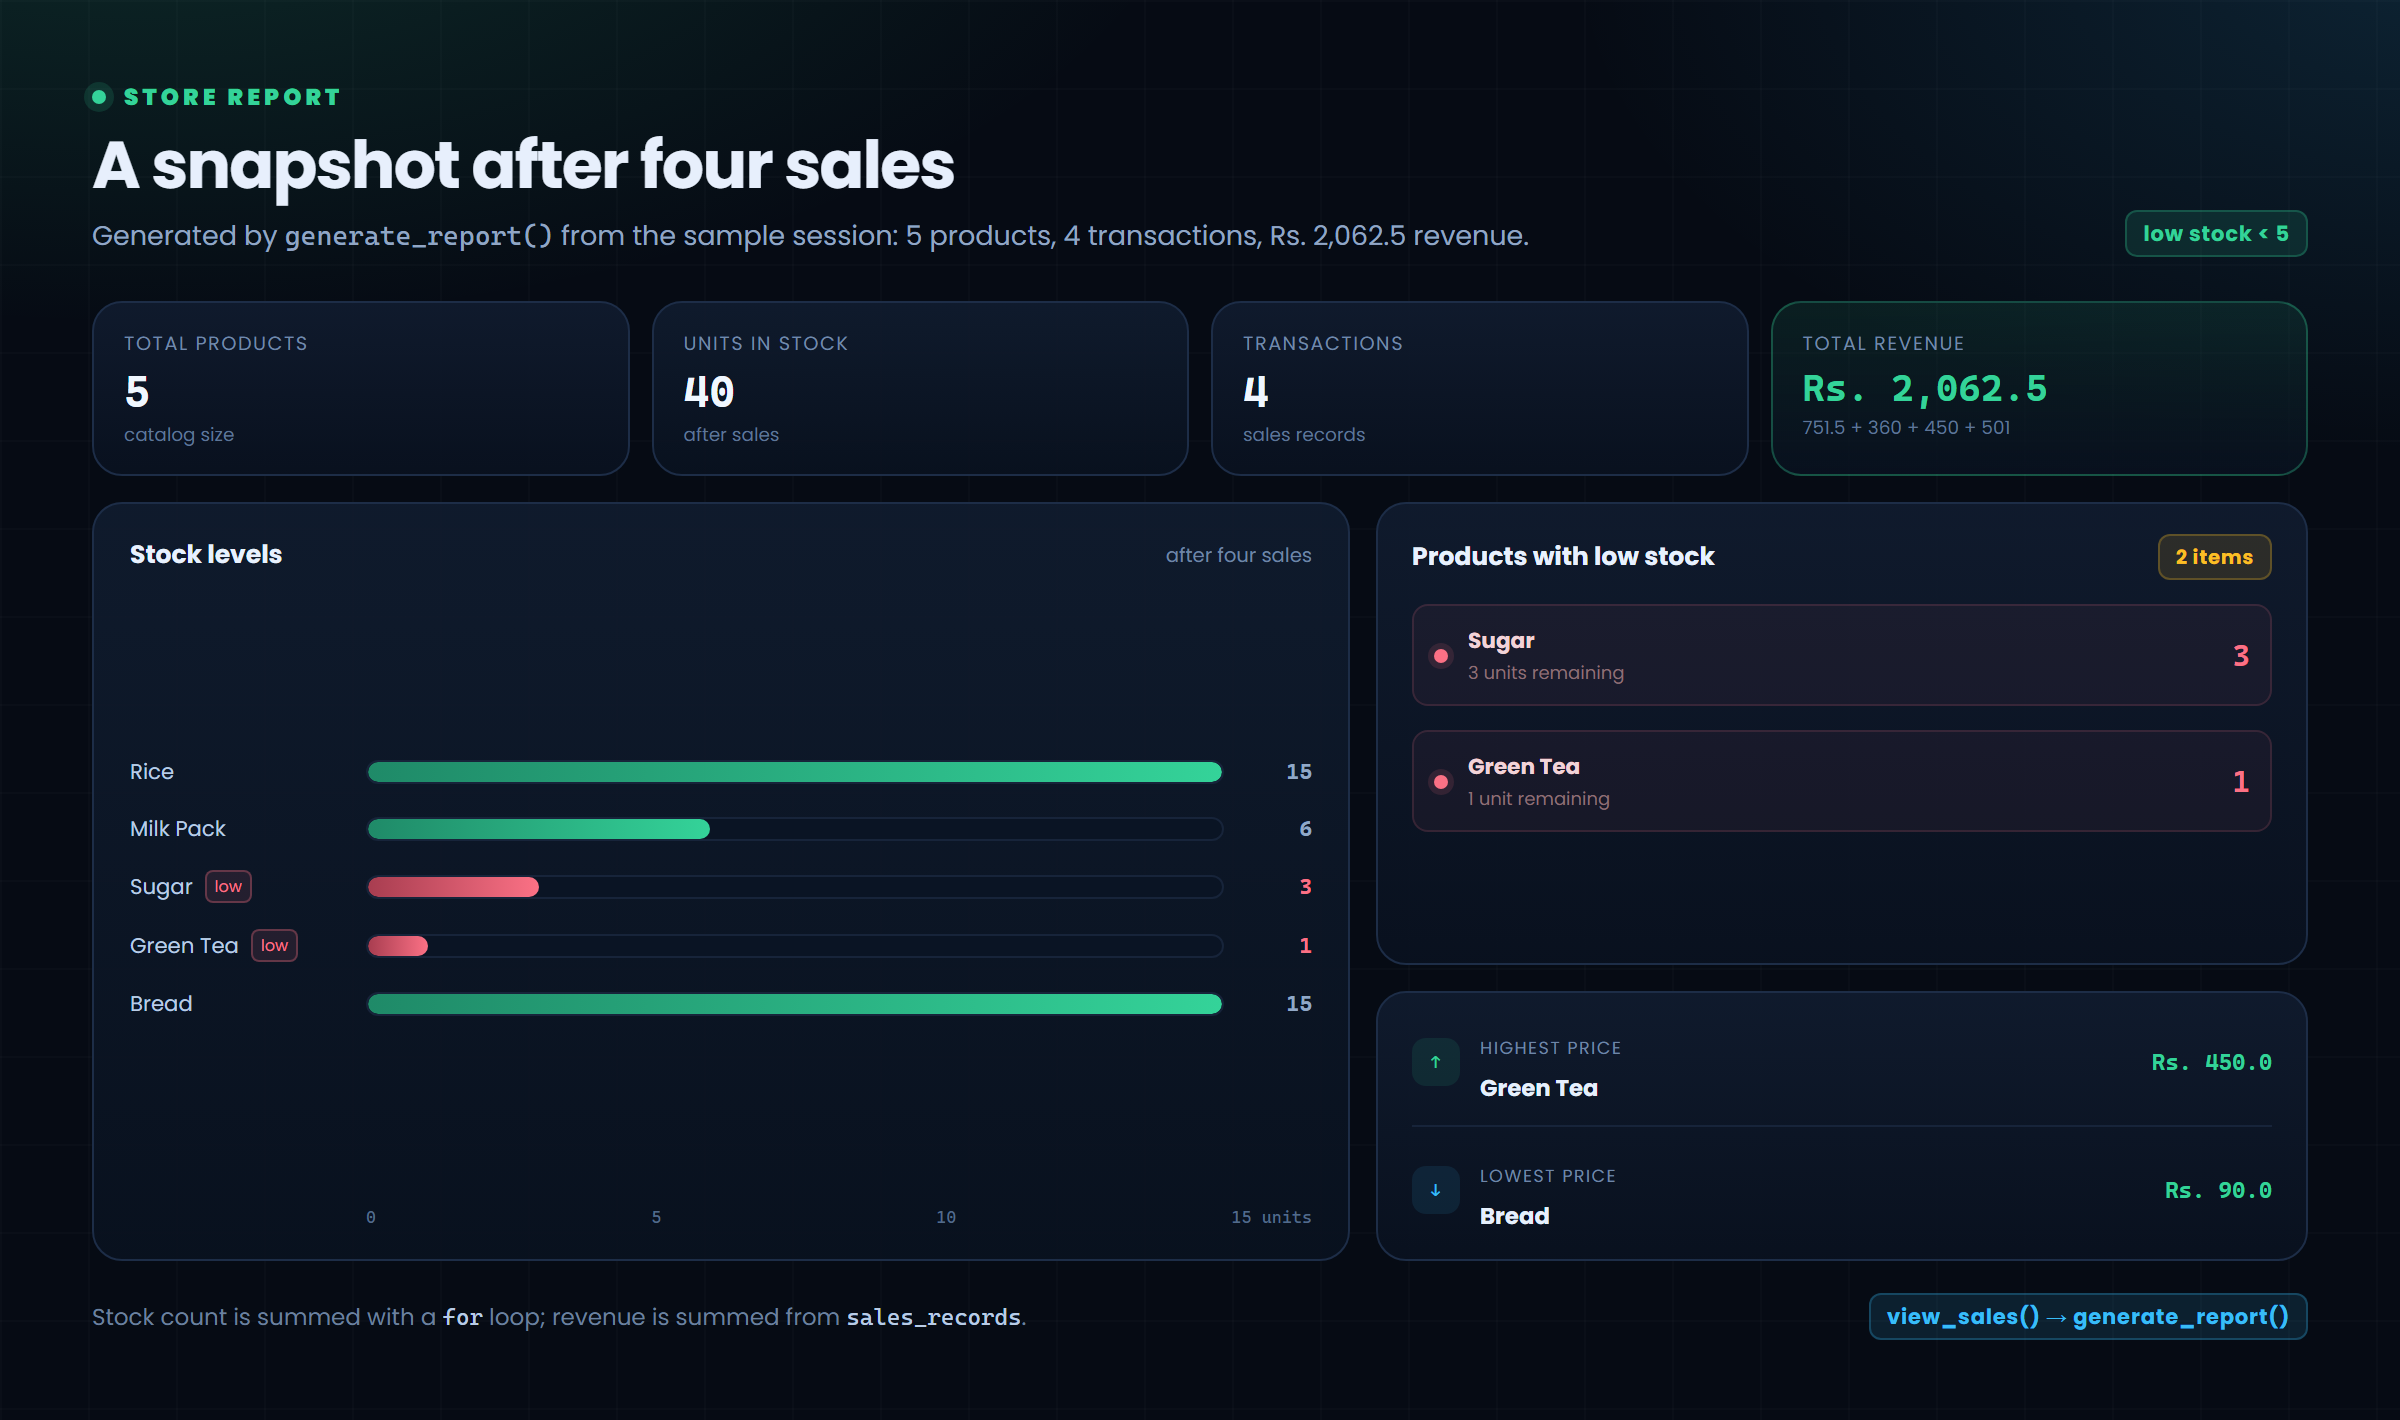 STORE REPORT
A snapshot after four sales
Generated by generate_report() from the sample session: 5 products, 4 transactions, Rs. 2,062.5 revenue.
low stock < 5
TOTAL PRODUCTS
5
catalog size
UNITS IN STOCK
40
after sales
TRANSACTIONS
4
sales records
TOTAL REVENUE
Rs. 2,062.5
751.5 + 360 + 450 + 501
Stock levels
after four sales
Rice 15
Milk Pack 6
Sugar low 3
Green Tea low 1
Bread 15
0 5 10 15 units
Products with low stock
2 items
Sugar
3 units remaining
3
Green Tea
1 unit remaining
1
↑
HIGHEST PRICE
Green Tea
Rs. 450.0
↓
LOWEST PRICE
Bread
Rs. 90.0
Stock count is summed with a for loop; revenue is summed from sales_records.
view_sales() → generate_report()